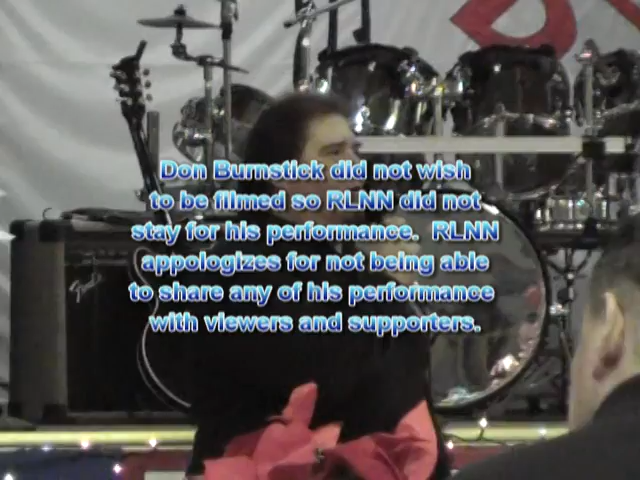 Don Burnstick did not wish
to be filmed so RLNN did not
stay for his performance.  RLNN
appologizes for not being able
to share any of his performance
with viewers and supporters.
Fender